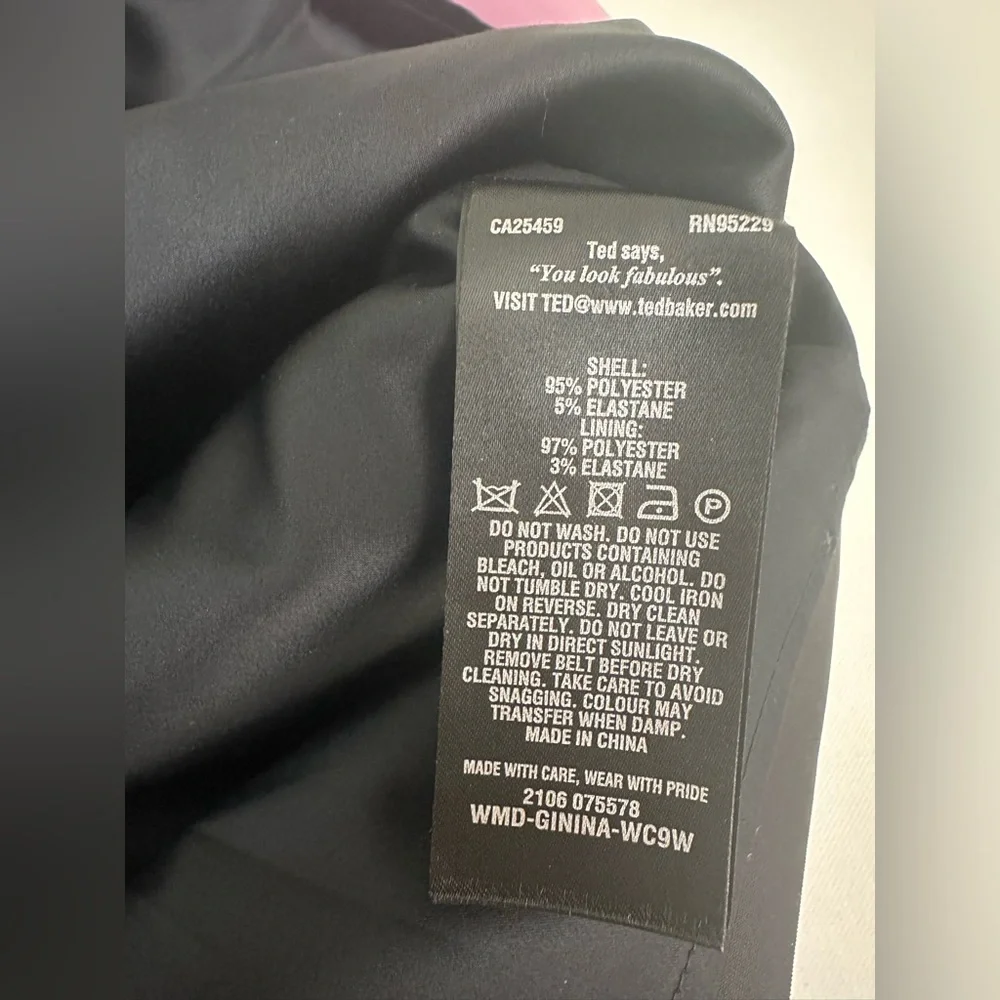 CA25459 RN95229
Ted says,
“You look fabulous”.
VISIT TED@www.tedbaker.com
SHELL:
95% POLYESTER
5% ELASTANE
LINING:
97% POLYESTER
3% ELASTANE
P
DO NOT WASH. DO NOT USE
PRODUCTS CONTAINING
BLEACH, OIL OR ALCOHOL. DO
NOT TUMBLE DRY. COOL IRON
ON REVERSE. DRY CLEAN
SEPARATELY. DO NOT LEAVE OR
DRY IN DIRECT SUNLIGHT.
REMOVE BELT BEFORE DRY
CLEANING. TAKE CARE TO AVOID
SNAGGING. COLOUR MAY
TRANSFER WHEN DAMP.
MADE IN CHINA
MADE WITH CARE, WEAR WITH PRIDE
2106 075578
WMD-GININA-WC9W